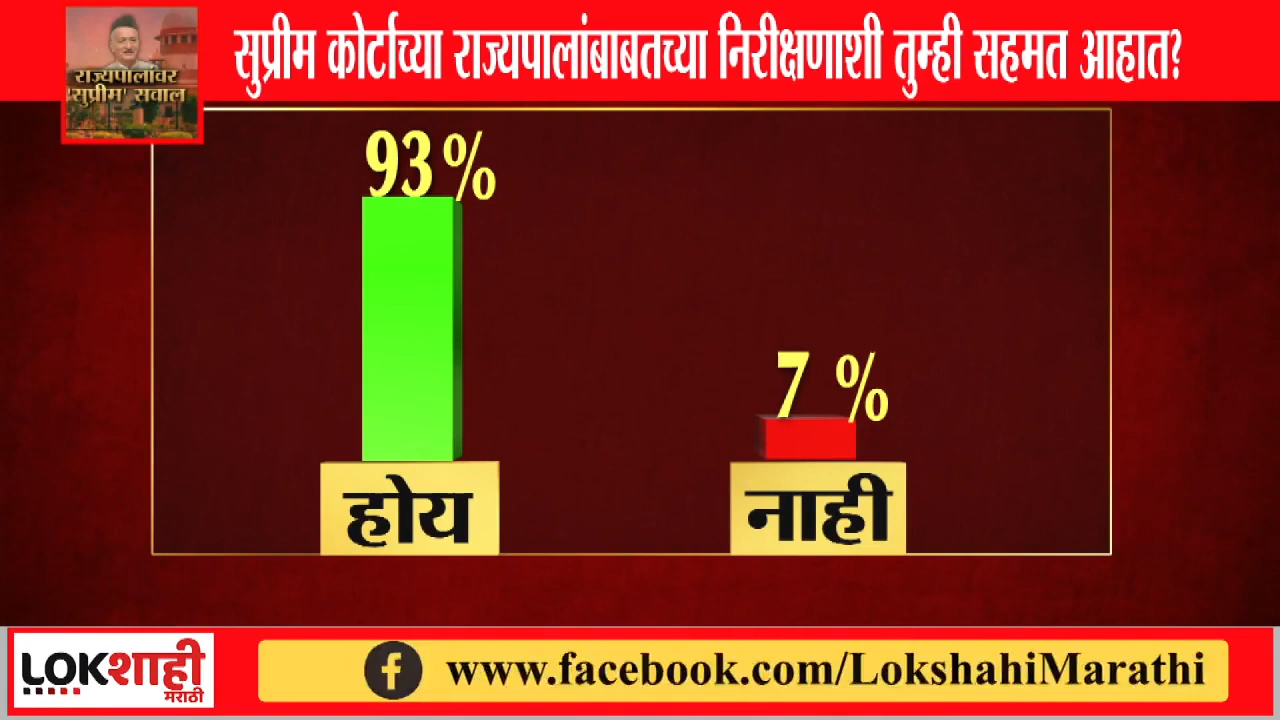 राज्यपालांवर
'सुप्रीम' सवाल
सुप्रीम कोर्टाच्या राज्यपालांबाबतच्या निरीक्षणाशी तुम्ही सहमत आहात?
93%
7 %
होय
नाही
LOKशाही
मराठी
www.facebook.com/LokshahiMarathi